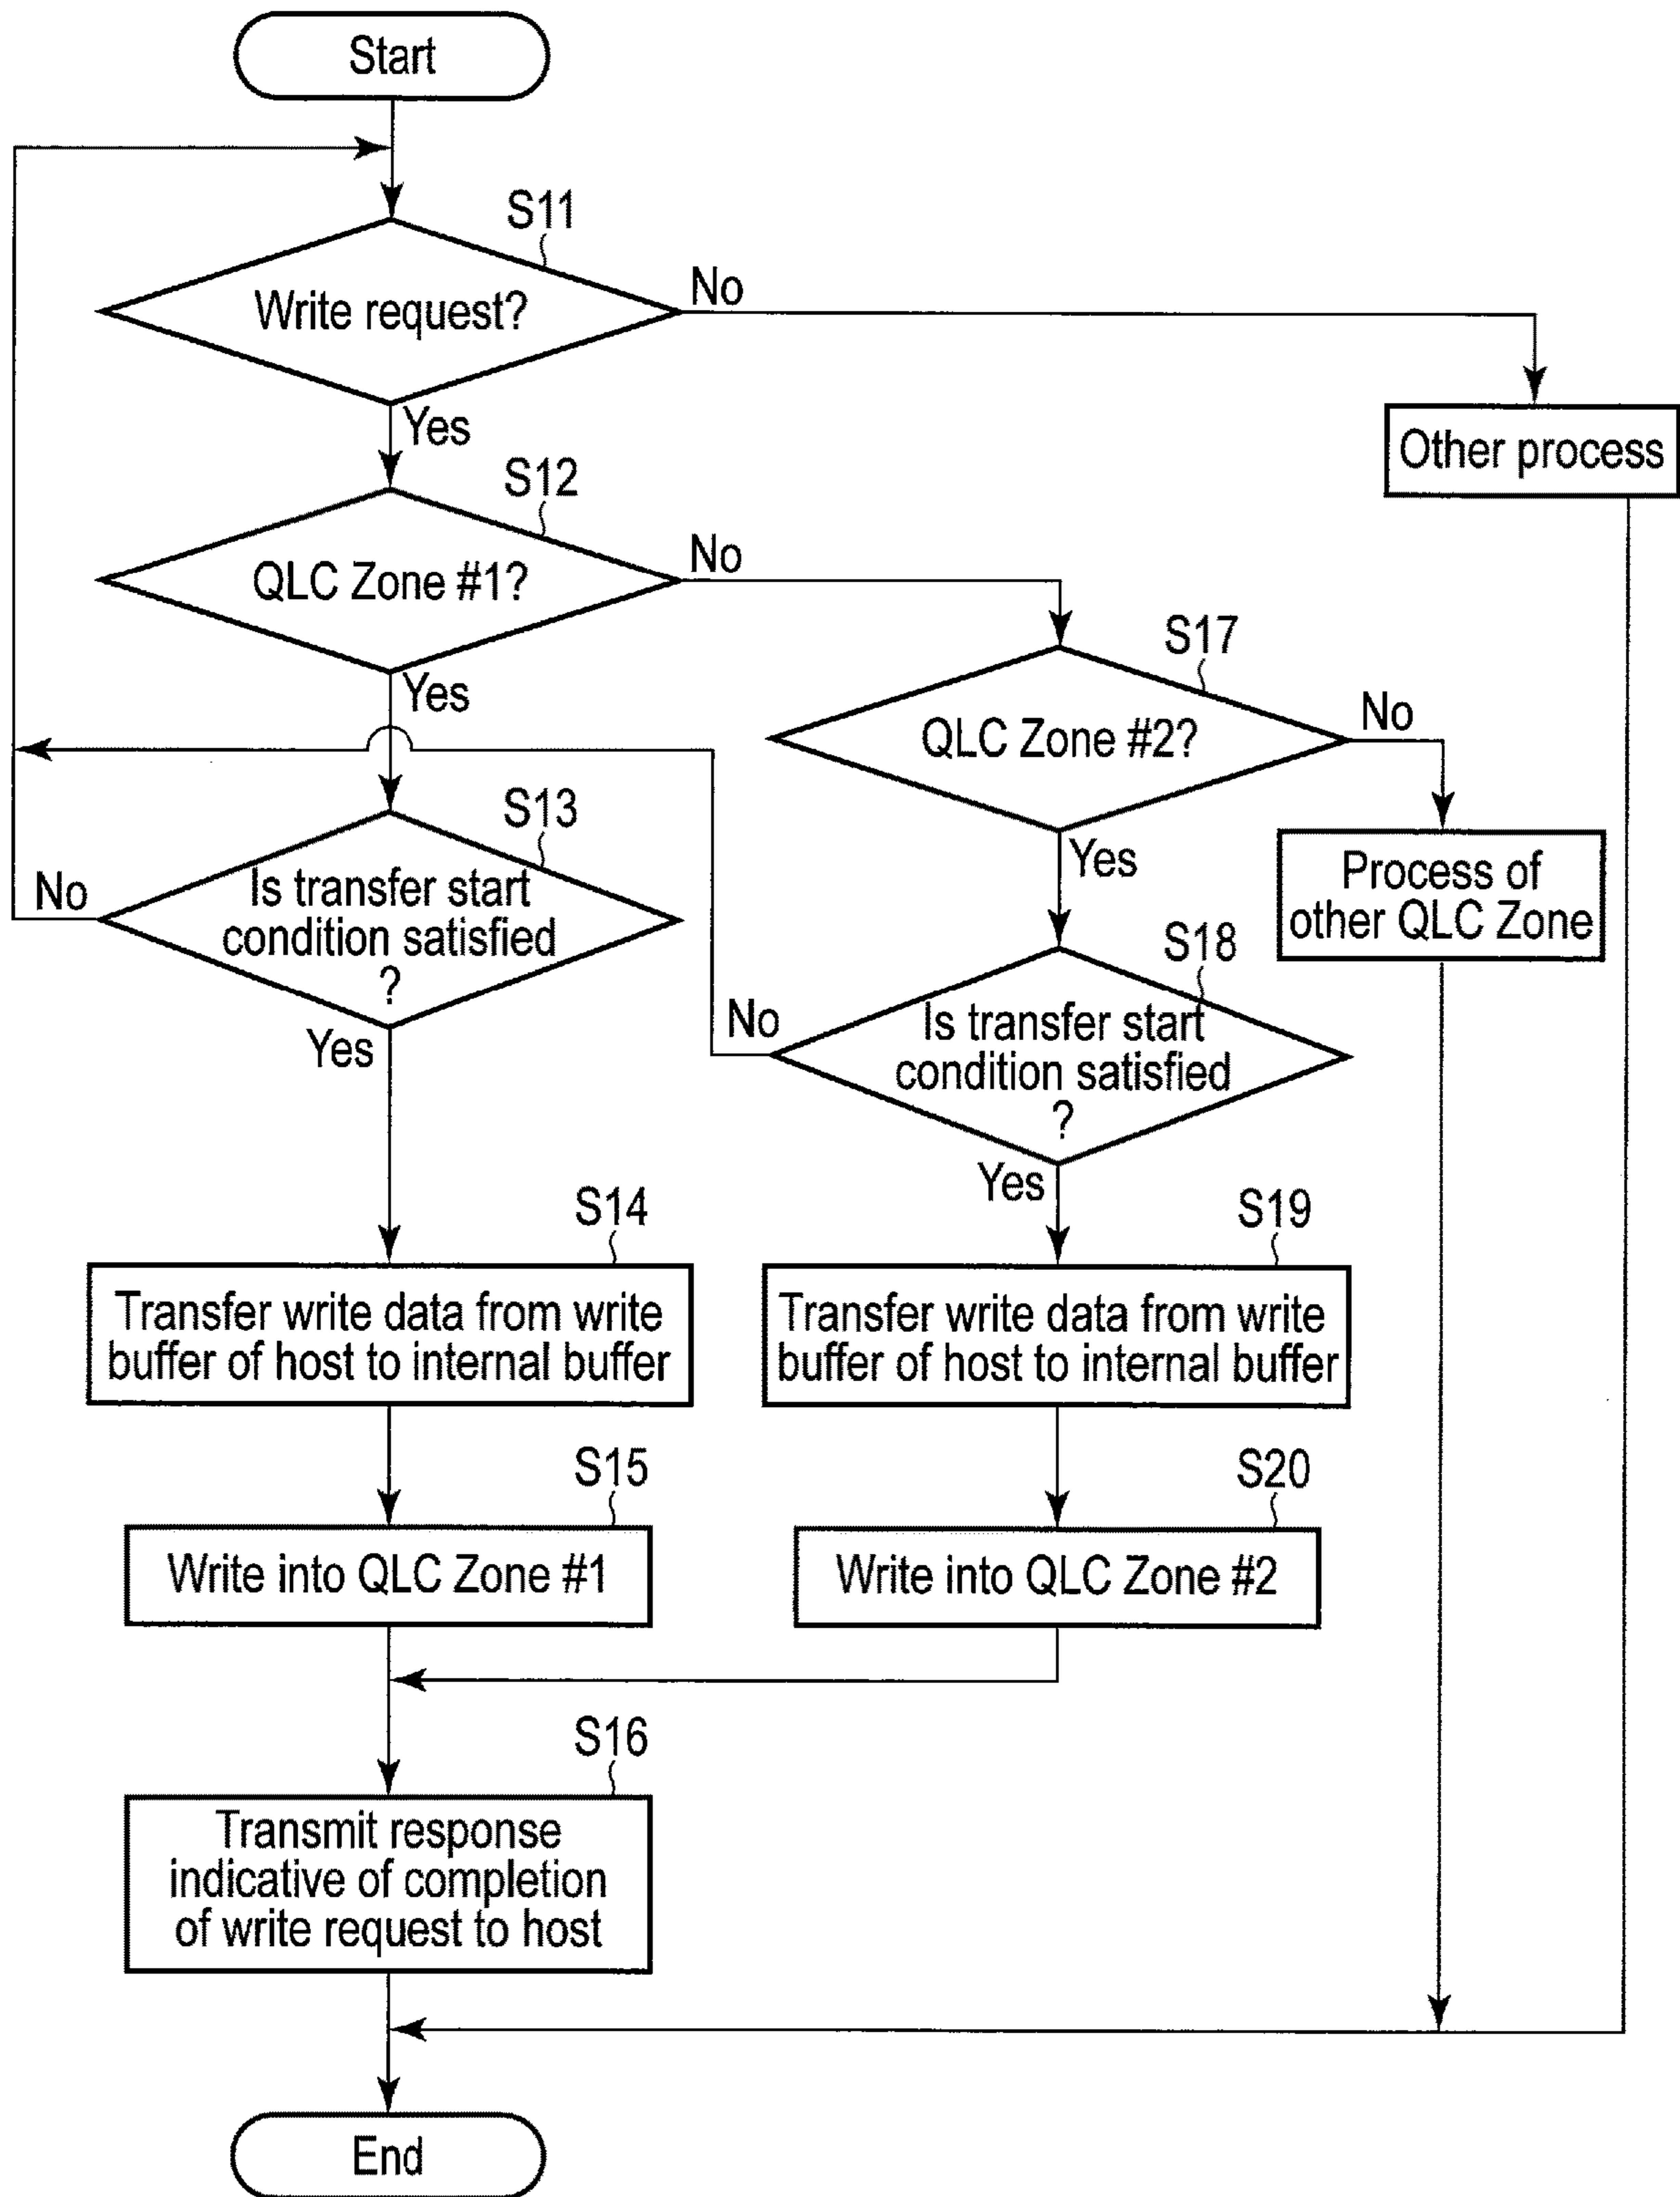 Start
S11
Write request?
No
Yes
Other process
S12
QLC Zone #1?
No
Yes
S17
QLC Zone #2?
No
Yes
Process of
other QLC Zone
S13
Is transfer start
condition satisfied
?
No
Yes
S18
Is transfer start
condition satisfied
?
No
Yes
S14
Transfer write data from write
buffer of host to internal buffer
S19
Transfer write data from write
buffer of host to internal buffer
S15
Write into QLC Zone #1
S20
Write into QLC Zone #2
S16
Transmit response
indicative of completion
of write request to host
End